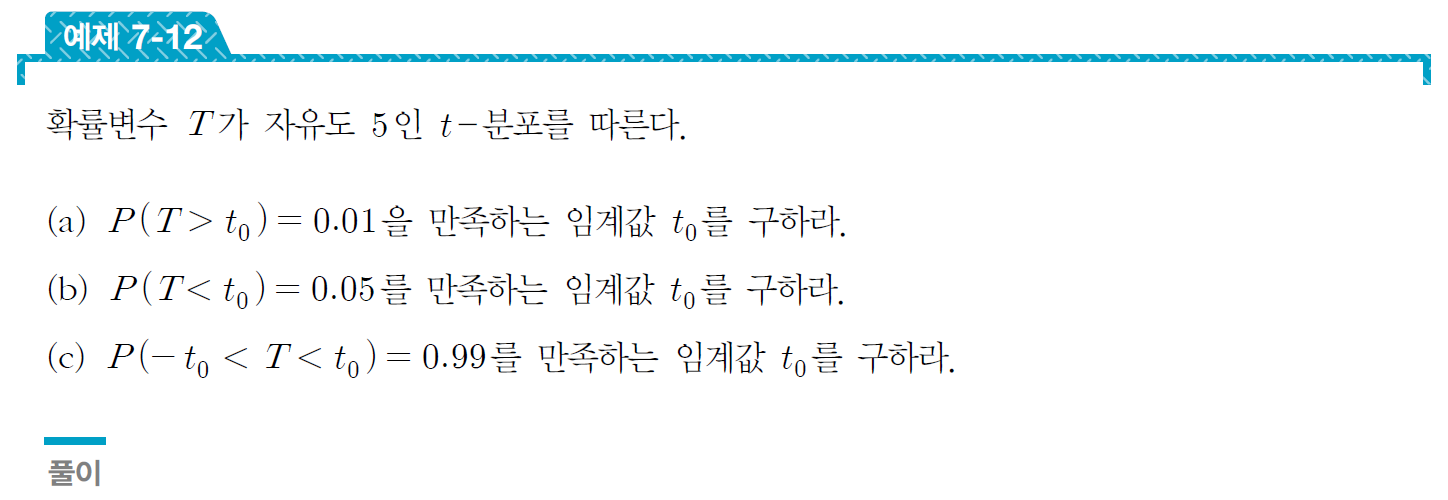 예제 7-12
확률변수 T가 자유도 5인 t-분포를 따른다.
(a) P(T > t₀) = 0.01을 만족하는 임계값 t₀를 구하라.
(b) P(T < t₀) = 0.05를 만족하는 임계값 t₀를 구하라.
(c) P(-t₀ < T < t₀) = 0.99를 만족하는 임계값 t₀를 구하라.
풀이